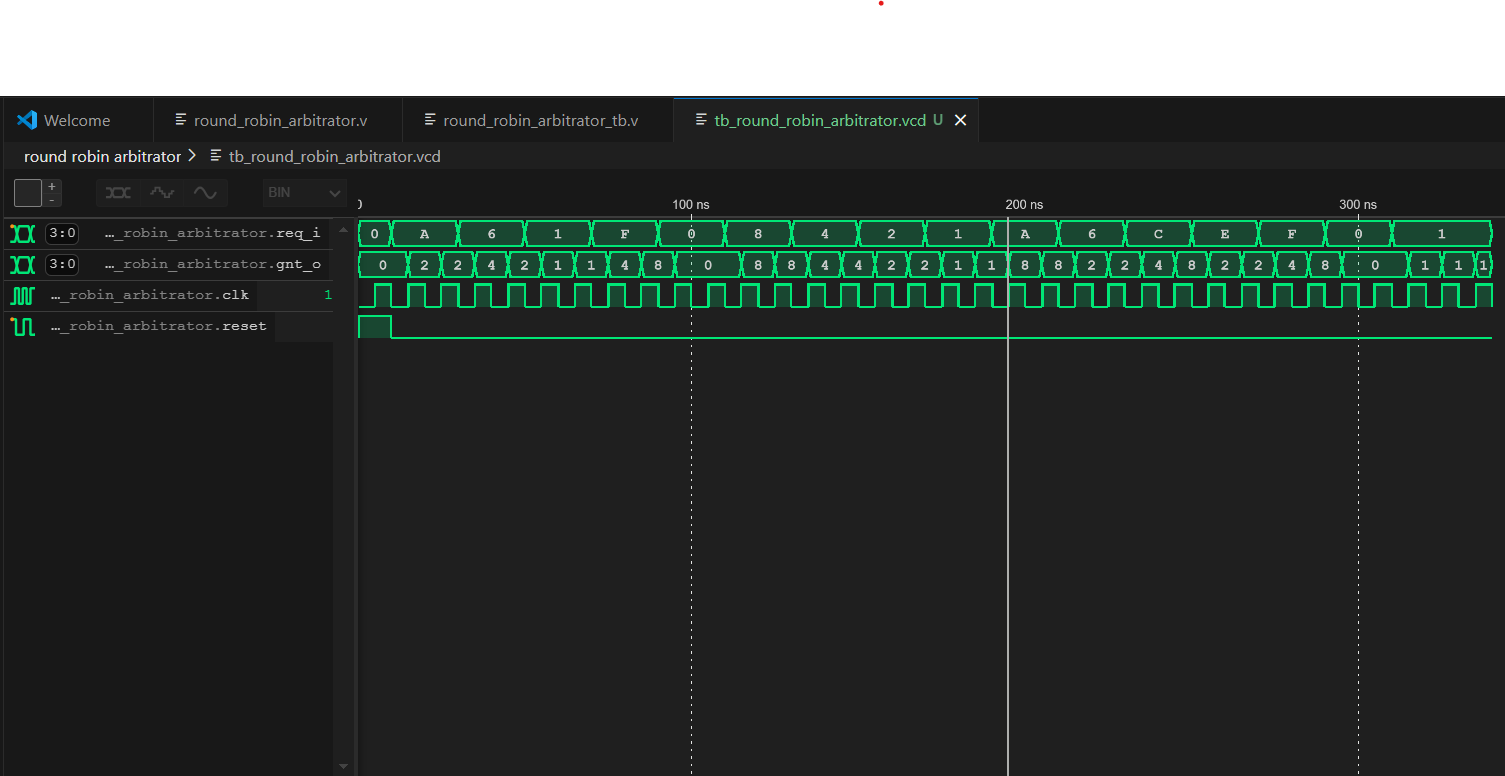 Welcome round_robin_arbitrator.v round_robin_arbitrator_tb.v tb_round_robin_arbitrator.vcd U
round robin arbitrator > tb_round_robin_arbitrator.vcd
+
-
BIN
0 100 ns 200 ns 300 ns
3:0 …_robin_arbitrator.req_i 0 A 6 1 F 0 8 4 2 1 A 6 C E F 0 1
3:0 …_robin_arbitrator.gnt_o 0 2 2 4 2 1 1 4 8 0 8 8 4 4 2 2 1 1 8 8 2 2 4 8 2 2 4 8 0 1 1 1
…_robin_arbitrator.clk 1
…_robin_arbitrator.reset